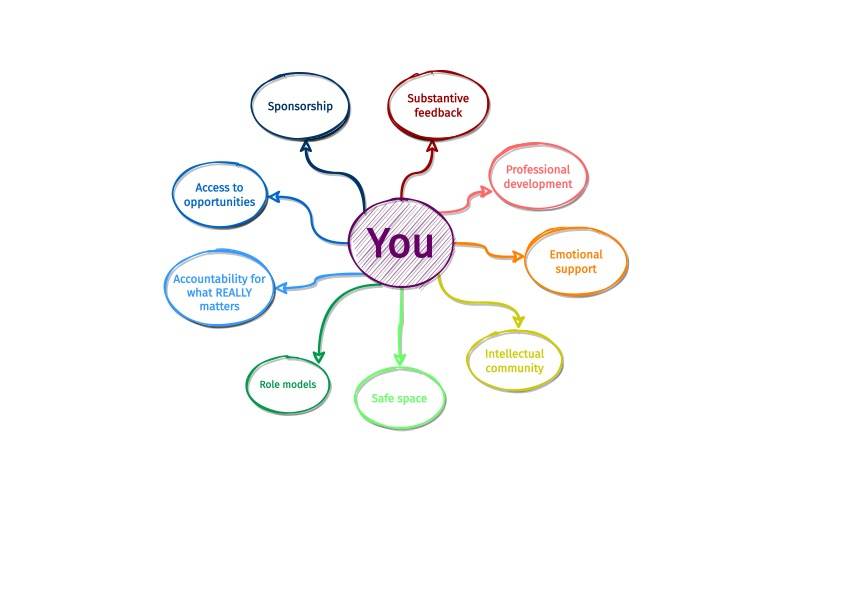 Sponsorship
Substantive
feedback
Professional
development
Access to
opportunities
You
Emotional
support
Accountability for
what REALLY
matters
Intellectual
community
Role models
Safe space